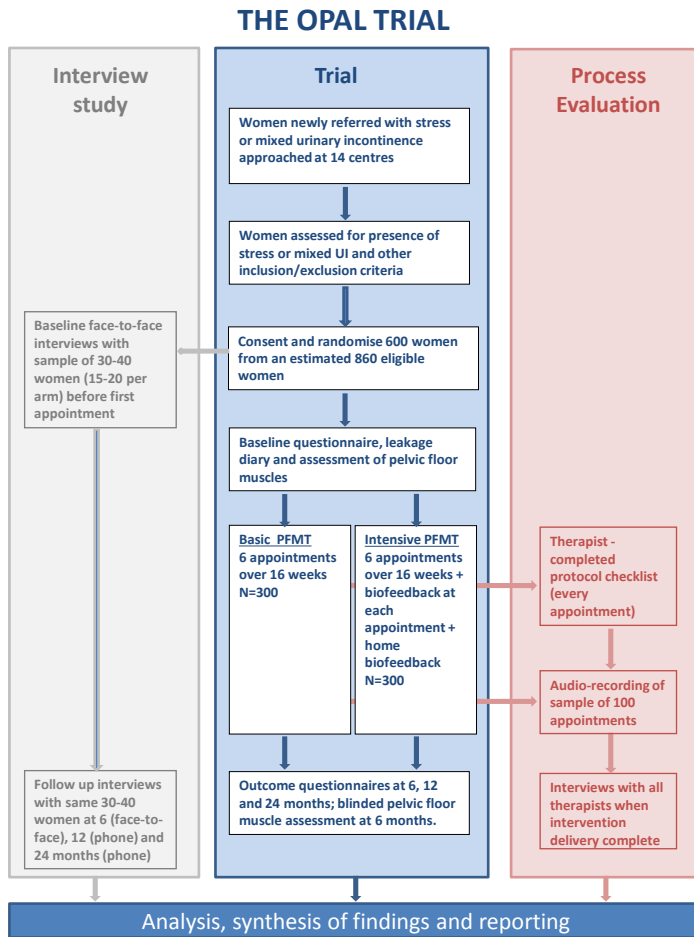 THE OPAL TRIAL
Interview
study
Baseline face-to-face
interviews with
sample of 30-40
women (15-20 per
arm) before first
appointment
Follow up interviews
with same 30-40
women at 6 (face-to-
face), 12 (phone) and
24 months (phone)
Trial
Women newly referred with stress
or mixed urinary incontinence
approached at 14 centres
Women assessed for presence of
stress or mixed UI and other
inclusion/exclusion criteria
Consent and randomise 600 women
from an estimated 860 eligible
women
Baseline questionnaire, leakage
diary and assessment of pelvic floor
muscles
Basic PFMT
6 appointments
over 16 weeks
N=300
Intensive PFMT
6 appointments
over 16 weeks +
biofeedback at
each
appointment +
home
biofeedback
N=300
Outcome questionnaires at 6, 12
and 24 months; blinded pelvic floor
muscle assessment at 6 months.
Process
Evaluation
Therapist -
completed
protocol checklist
(every
appointment)
Audio-recording of
sample of 100
appointments
Interviews with all
therapists when
intervention
delivery complete
Analysis, synthesis of findings and reporting